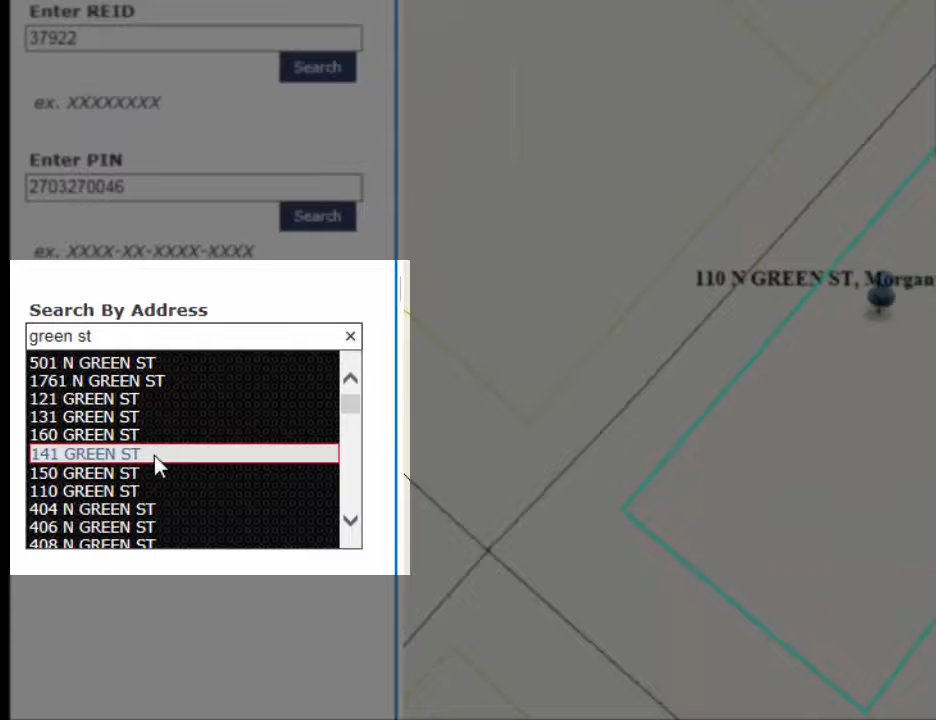 Enter REID
37922
Search
ex. XXXXXXXX
Enter PIN
2703270046
Search
ex. XXXX-XX-XXXX-XXXX
Search By Address
green st
501 N GREEN ST
1761 N GREEN ST
121 GREEN ST
131 GREEN ST
160 GREEN ST
141 GREEN ST
150 GREEN ST
110 GREEN ST
404 N GREEN ST
406 N GREEN ST
408 N GREEN ST
110 N GREEN ST, Morgan